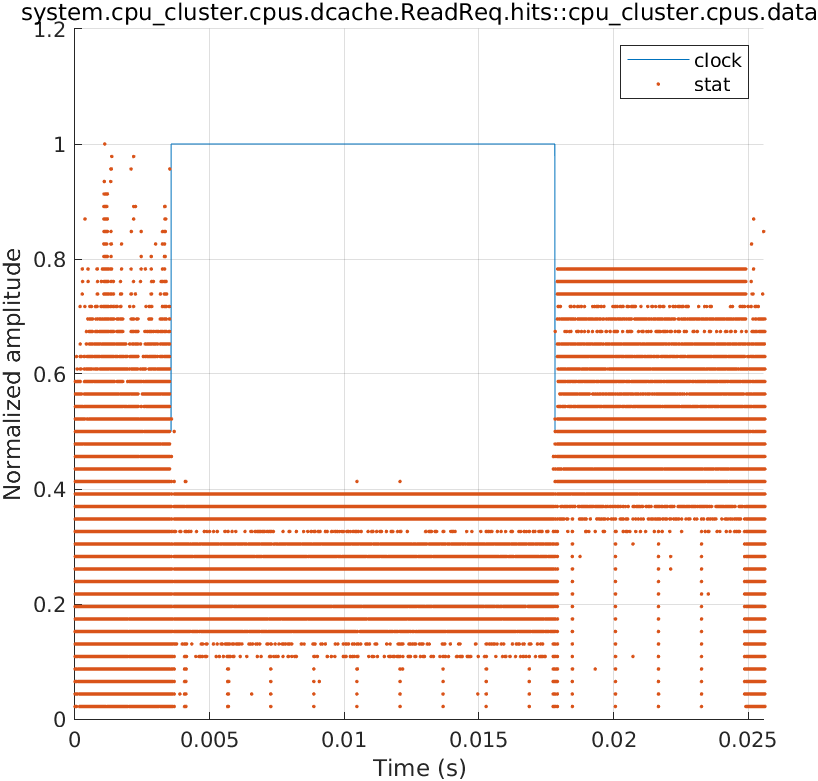 system.cpu_cluster.cpus.dcache.ReadReq.hits::cpu_cluster.cpus.data
1.2
1
0.8
0.6
0.4
0.2
0
Normalized amplitude
clock
stat
0 0.005 0.01 0.015 0.02 0.025
Time (s)